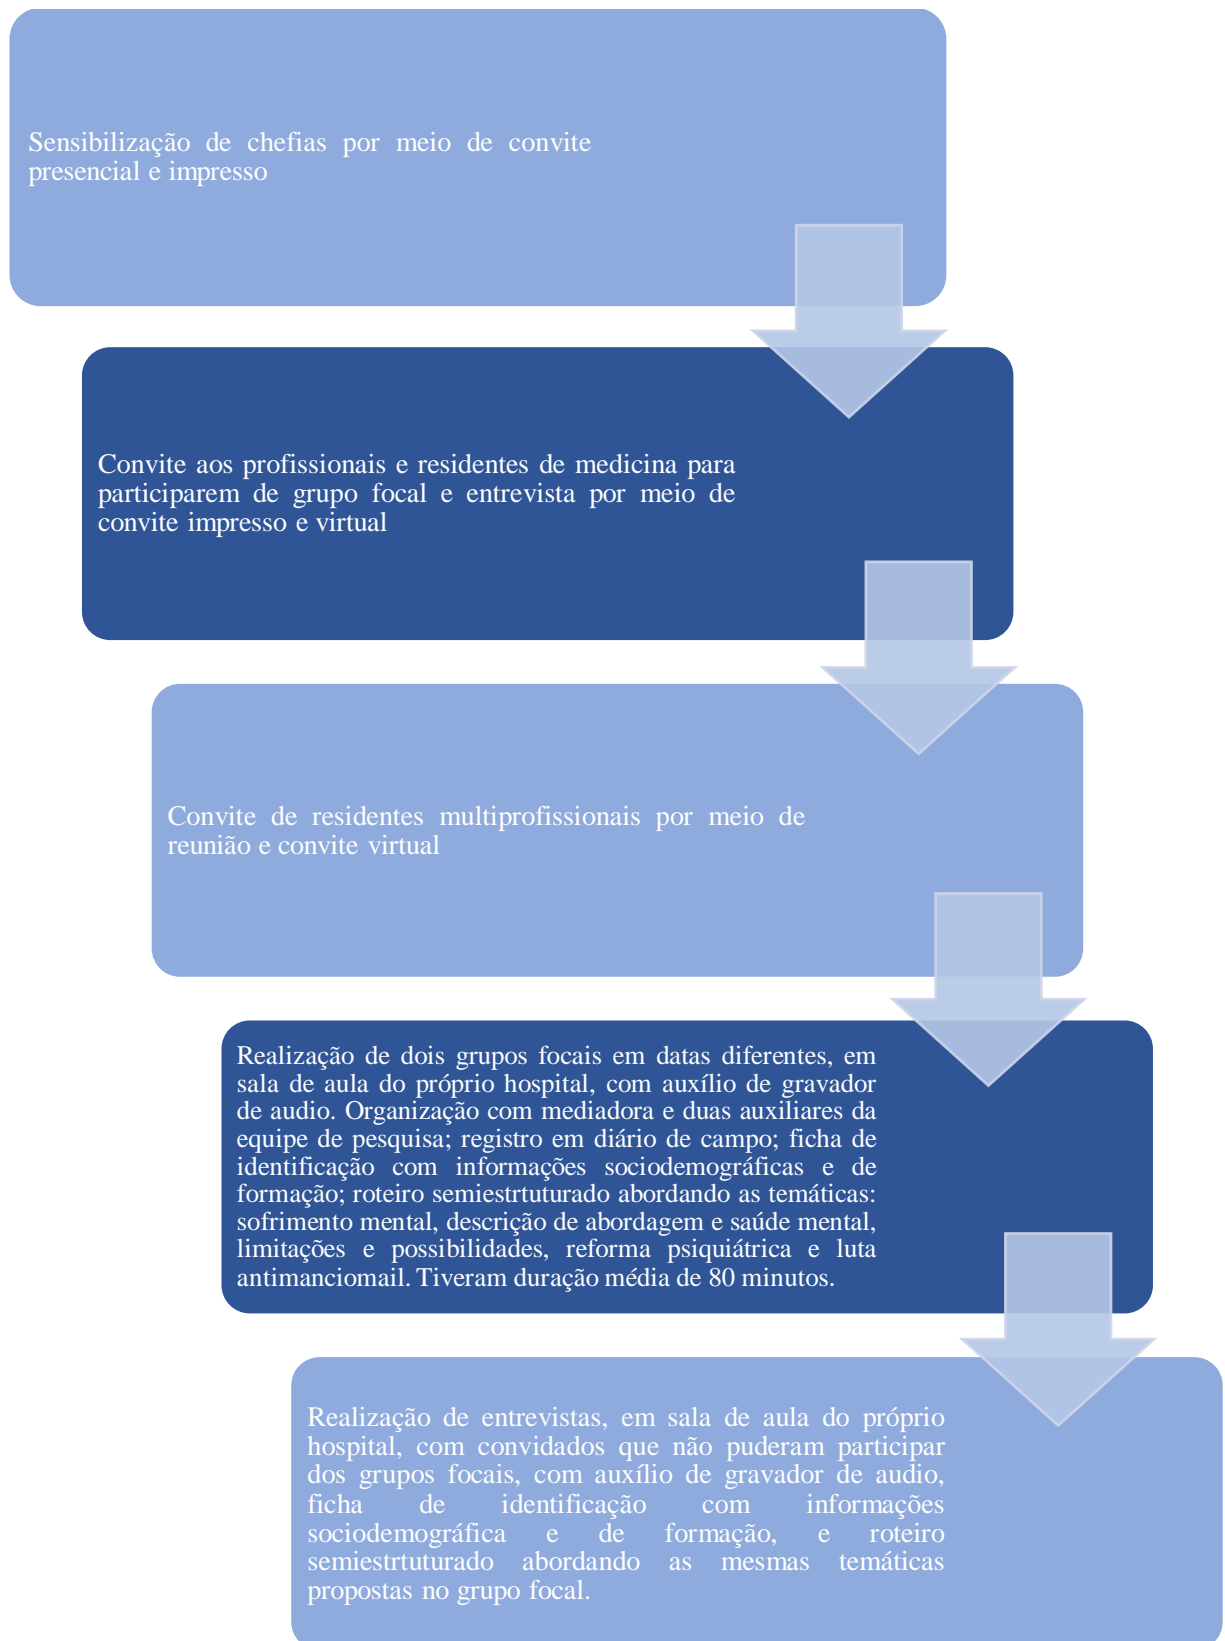 Sensibilização de chefias por meio de convite
presencial e impresso
Convite aos profissionais e residentes de medicina para
participarem de grupo focal e entrevista por meio de
convite impresso e virtual
Convite de residentes multiprofissionais por meio de
reunião e convite virtual
Realização de dois grupos focais em datas diferentes, em
sala de aula do próprio hospital, com auxílio de gravador
de audio. Organização com mediadora e duas auxiliares da
equipe de pesquisa; registro em diário de campo; ficha de
identificação com informações sociodemográficas e de
formação; roteiro semiestrtuturado abordando as temáticas:
sofrimento mental, descrição de abordagem e saúde mental,
limitações e possibilidades, reforma psiquiátrica e luta
antimanciomail. Tiveram duração média de 80 minutos.
Realização de entrevistas, em sala de aula do próprio
hospital, com convidados que não puderam participar
dos grupos focais, com auxílio de gravador de audio,
ficha de identificação com informações
sociodemográfica e de formação, e roteiro
semiestrtuturado abordando as mesmas temáticas
propostas no grupo focal.